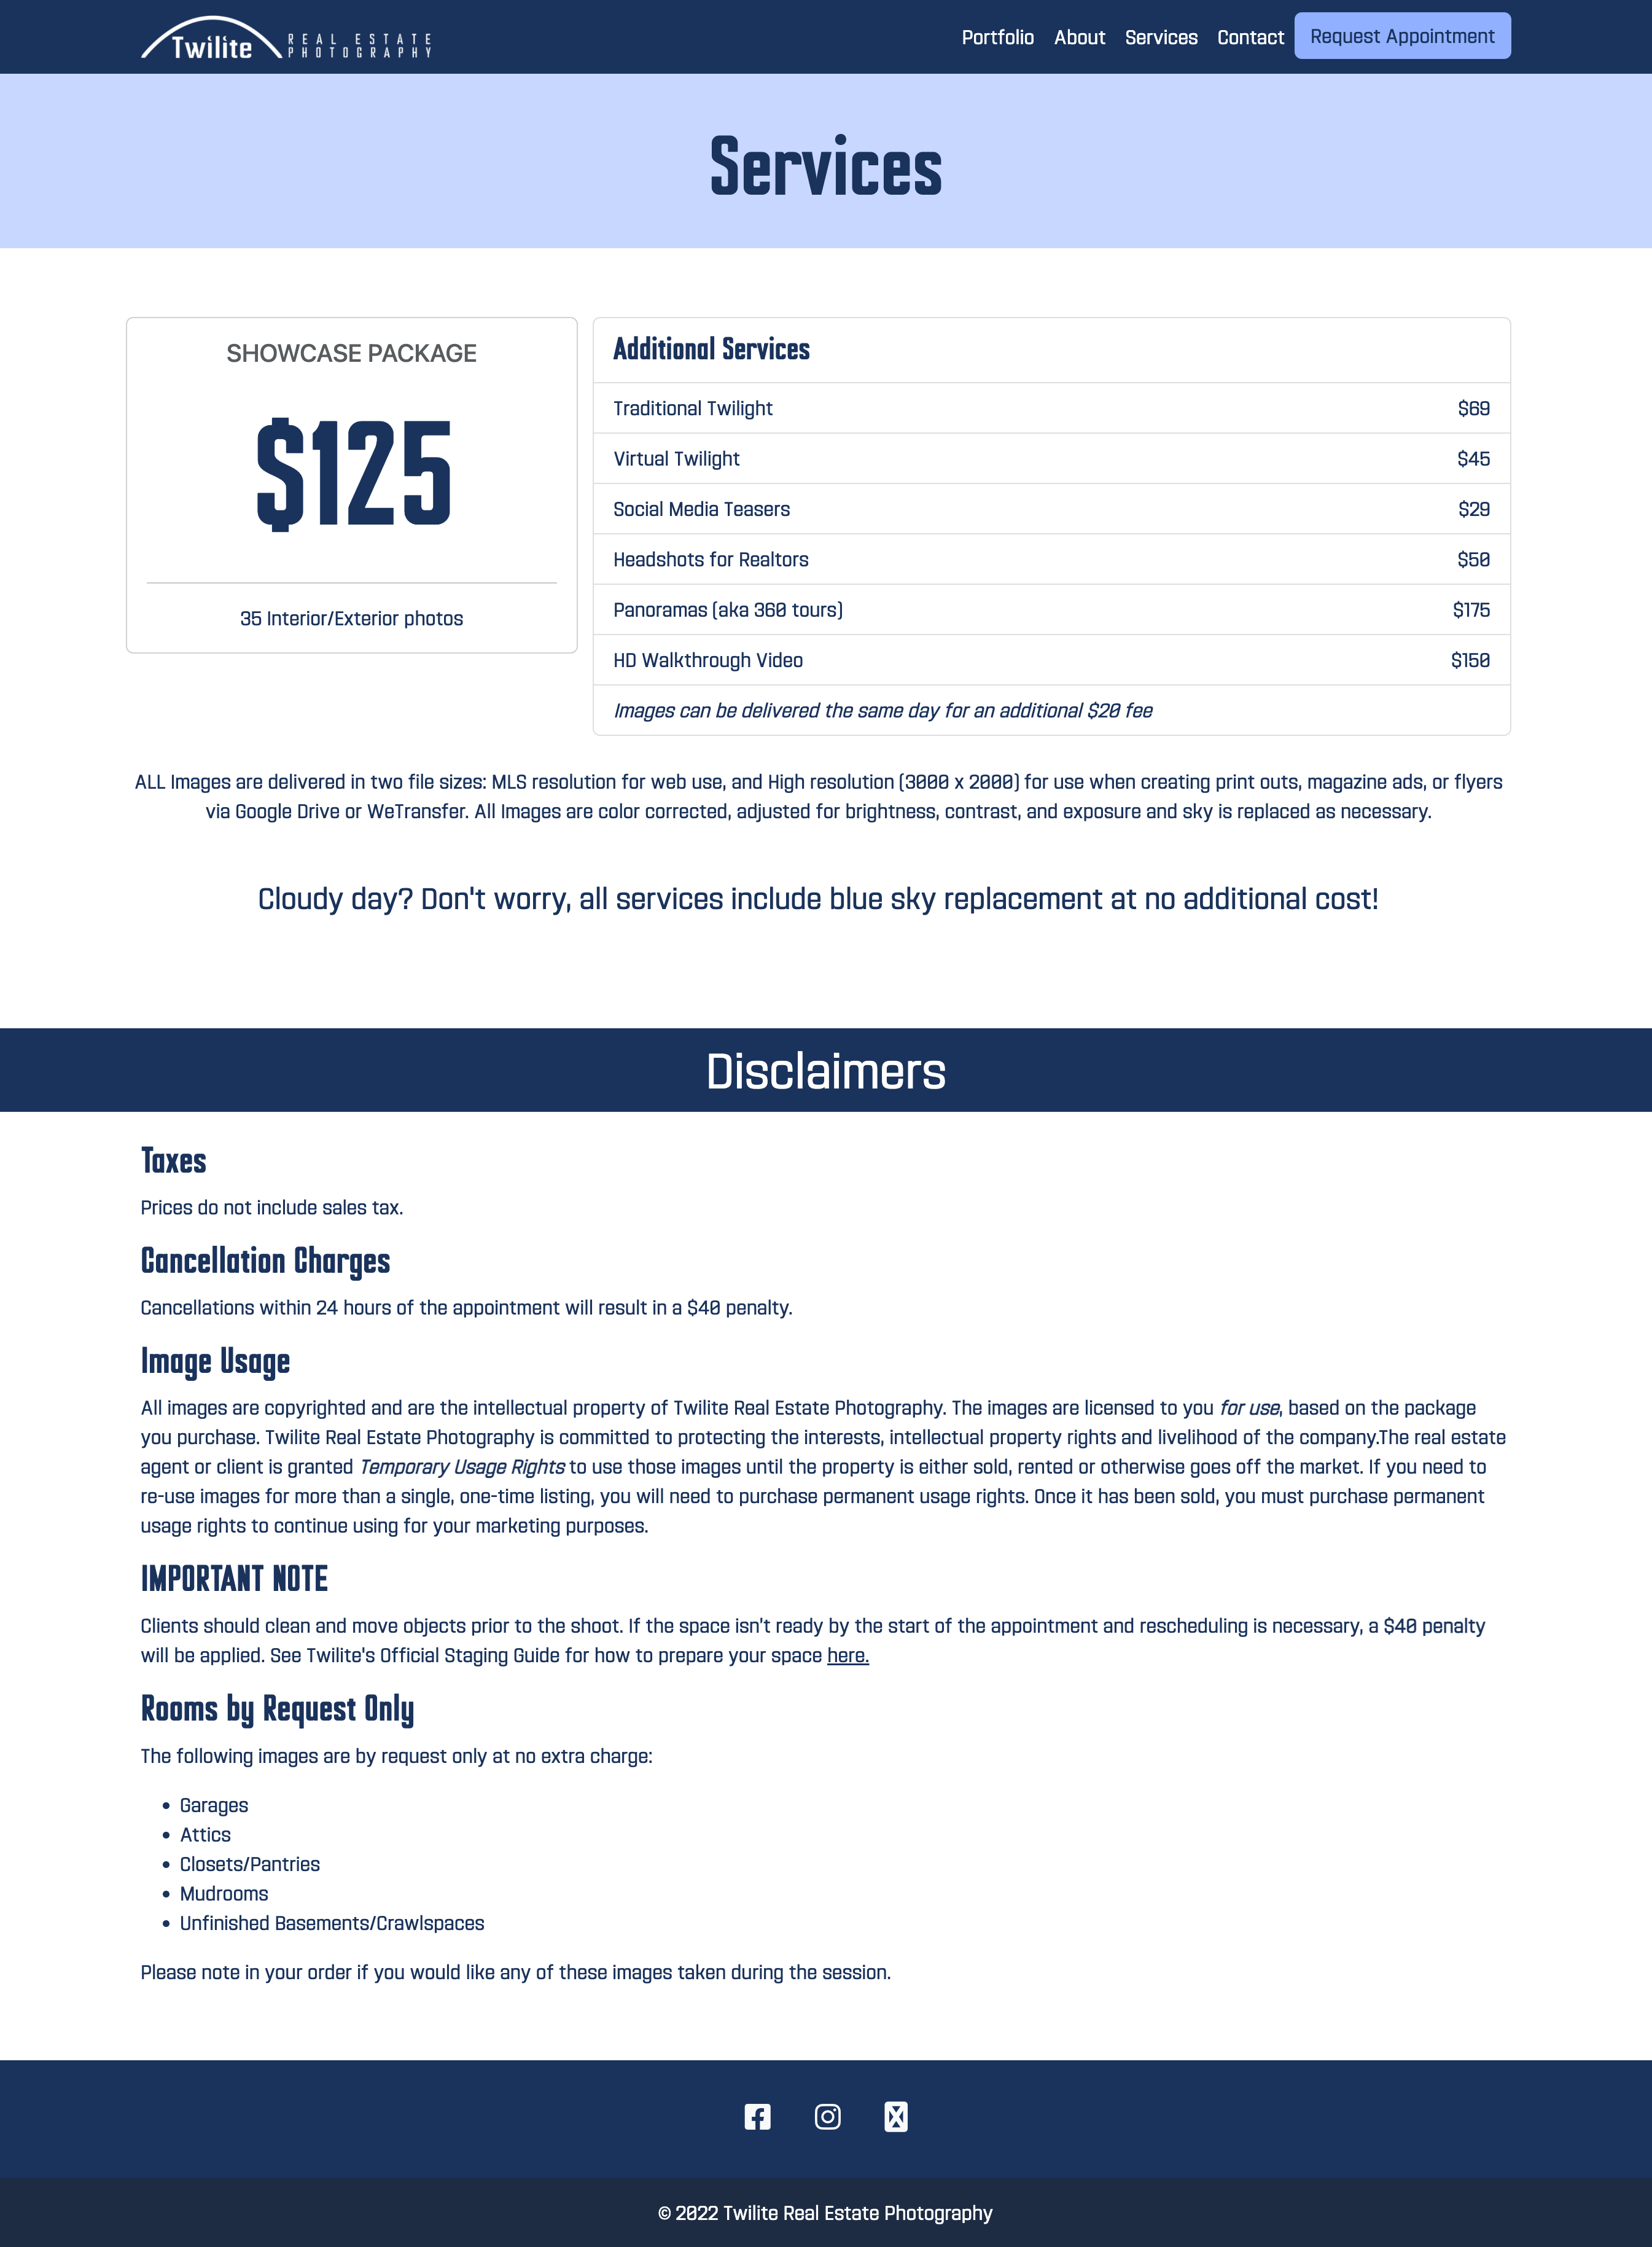 Twilite
REAL ESTATE
PHOTOGRAPHY
Portfolio About Services Contact Request Appointment
Services
SHOWCASE PACKAGE
$125
35 Interior/Exterior photos
Additional Services
Traditional Twilight $69
Virtual Twilight $45
Social Media Teasers $29
Headshots for Realtors $50
Panoramas (aka 360 tours) $175
HD Walkthrough Video $150
Images can be delivered the same day for an additional $20 fee
ALL Images are delivered in two file sizes: MLS resolution for web use, and High resolution (3000 x 2000) for use when creating print outs, magazine ads, or flyers
via Google Drive or WeTransfer. All Images are color corrected, adjusted for brightness, contrast, and exposure and sky is replaced as necessary.
Cloudy day? Don't worry, all services include blue sky replacement at no additional cost!
Disclaimers
Taxes
Prices do not include sales tax.
Cancellation Charges
Cancellations within 24 hours of the appointment will result in a $40 penalty.
Image Usage
All images are copyrighted and are the intellectual property of Twilite Real Estate Photography. The images are licensed to you for use, based on the package
you purchase. Twilite Real Estate Photography is committed to protecting the interests, intellectual property rights and livelihood of the company.The real estate
agent or client is granted Temporary Usage Rights to use those images until the property is either sold, rented or otherwise goes off the market. If you need to
re-use images for more than a single, one-time listing, you will need to purchase permanent usage rights. Once it has been sold, you must purchase permanent
usage rights to continue using for your marketing purposes.
IMPORTANT NOTE
Clients should clean and move objects prior to the shoot. If the space isn’t ready by the start of the appointment and rescheduling is necessary, a $40 penalty
will be applied. See Twilite's Official Staging Guide for how to prepare your space here.
Rooms by Request Only
The following images are by request only at no extra charge:
• Garages
• Attics
• Closets/Pantries
• Mudrooms
• Unfinished Basements/Crawlspaces
Please note in your order if you would like any of these images taken during the session.
© 2022 Twilite Real Estate Photography